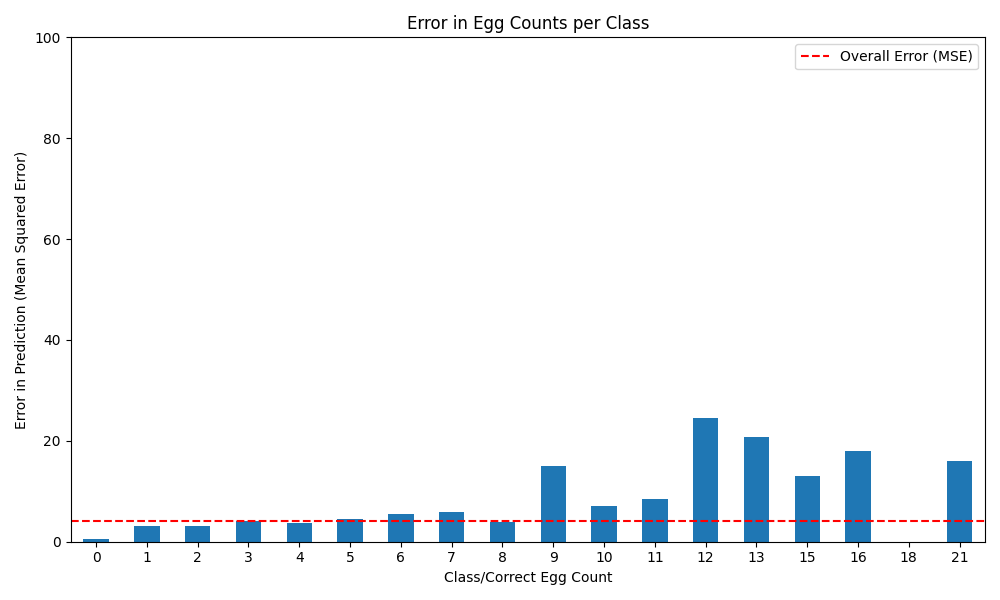 Error in Egg Counts per Class
100
80
60
40
20
0
Error in Prediction (Mean Squared Error)
Overall Error (MSE)
0 1 2 3 4 5 6 7 8 9 10 11 12 13 15 16 18 21
Class/Correct Egg Count